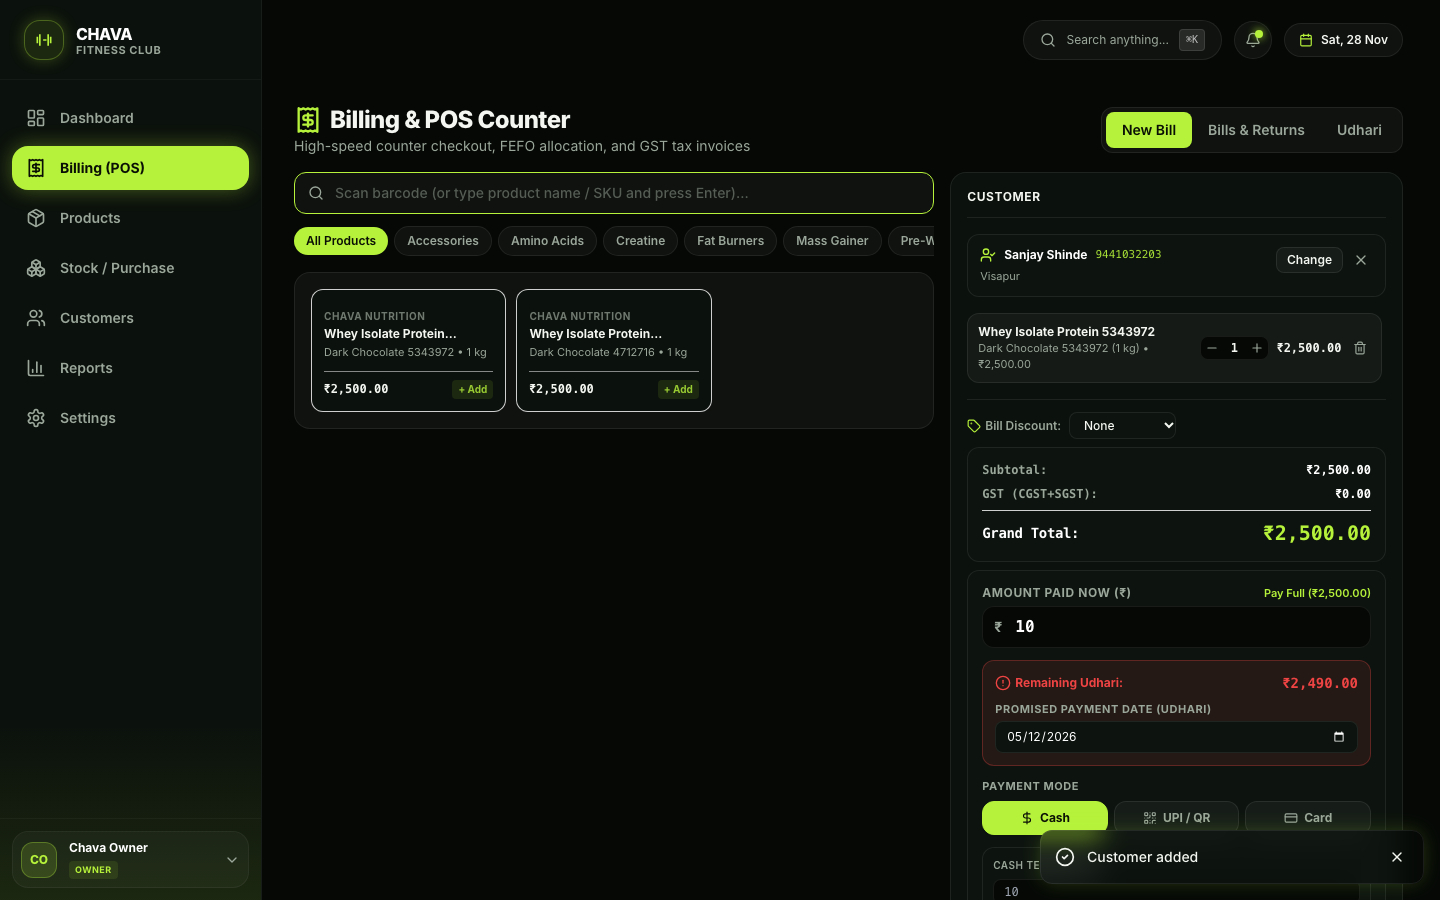 CHAVA
FITNESS CLUB
Search anything...
⌘K
Sat, 28 Nov
Dashboard
Billing (POS)
Products
Stock / Purchase
Customers
Reports
Settings
CO
Chava Owner
OWNER
Billing & POS Counter
High-speed counter checkout, FEFO allocation, and GST tax invoices
New Bill
Bills & Returns
Udhari
Scan barcode (or type product name / SKU and press Enter)...
All Products
Accessories
Amino Acids
Creatine
Fat Burners
Mass Gainer
Pre-W
CHAVA NUTRITION
Whey Isolate Protein...
Dark Chocolate 5343972 • 1 kg
₹2,500.00
+ Add
CHAVA NUTRITION
Whey Isolate Protein...
Dark Chocolate 4712716 • 1 kg
₹2,500.00
+ Add
CUSTOMER
Sanjay Shinde 9441032203
Visapur
Change
Whey Isolate Protein 5343972
Dark Chocolate 5343972 (1 kg) •
₹2,500.00
1
₹2,500.00
Bill Discount:
None
Subtotal: ₹2,500.00
GST (CGST+SGST): ₹0.00
Grand Total: ₹2,500.00
AMOUNT PAID NOW (₹)
Pay Full (₹2,500.00)
₹ 10
Remaining Udhari: ₹2,490.00
PROMISED PAYMENT DATE (UDHARI)
05/12/2026
PAYMENT MODE
Cash
UPI / QR
Card
CASH TE
10
Customer added